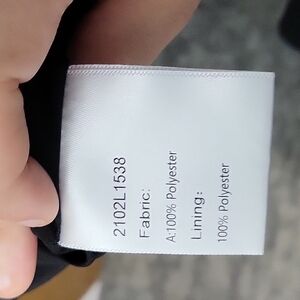 2102L1538
Fabric:
A:100% Polyester
Lining:
100% Polyester